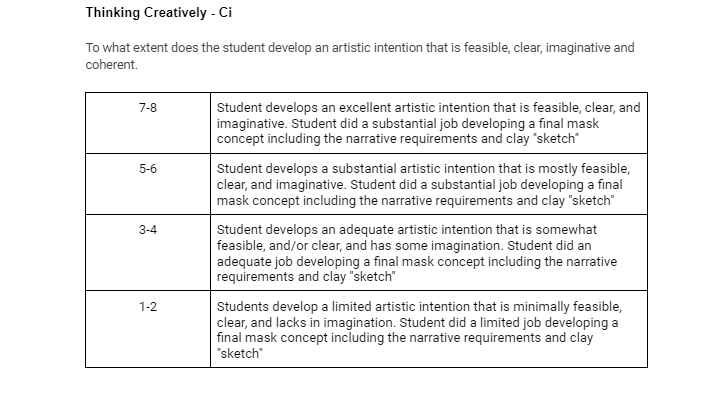 Thinking Creatively - Ci
To what extent does the student develop an artistic intention that is feasible, clear, imaginative and
coherent.
7-8
Student develops an excellent artistic intention that is feasible, clear, and
imaginative. Student did a substantial job developing a final mask
concept including the narrative requirements and clay "sketch"
5-6
Student develops a substantial artistic intention that is mostly feasible,
clear, and imaginative. Student did a substantial job developing a final
mask concept including the narrative requirements and clay "sketch"
3-4
Student develops an adequate artistic intention that is somewhat
feasible, and/or clear, and has some imagination. Student did an
adequate job developing a final mask concept including the narrative
requirements and clay "sketch"
1-2
Students develop a limited artistic intention that is minimally feasible,
clear, and lacks in imagination. Student did a limited job developing a
final mask concept including the narrative requirements and clay
"sketch"